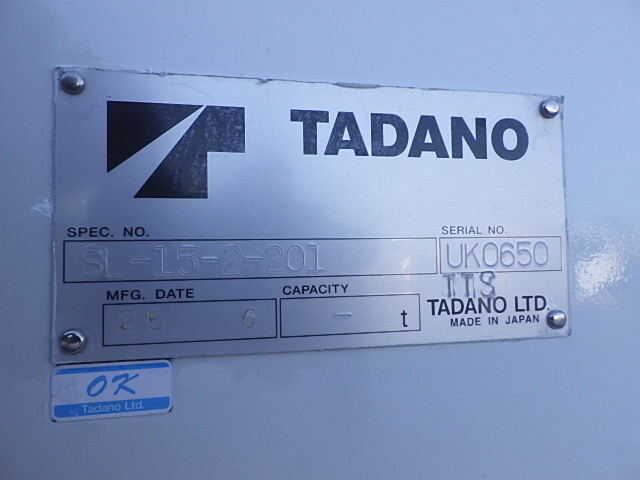 TADANO
SPEC. NO.
SL-15-2-201
SERIAL NO.
UK0650
MFG. DATE
25 6
CAPACITY
- t
ITS
TADANO LTD.
MADE IN JAPAN
OK
Tadano Ltd.